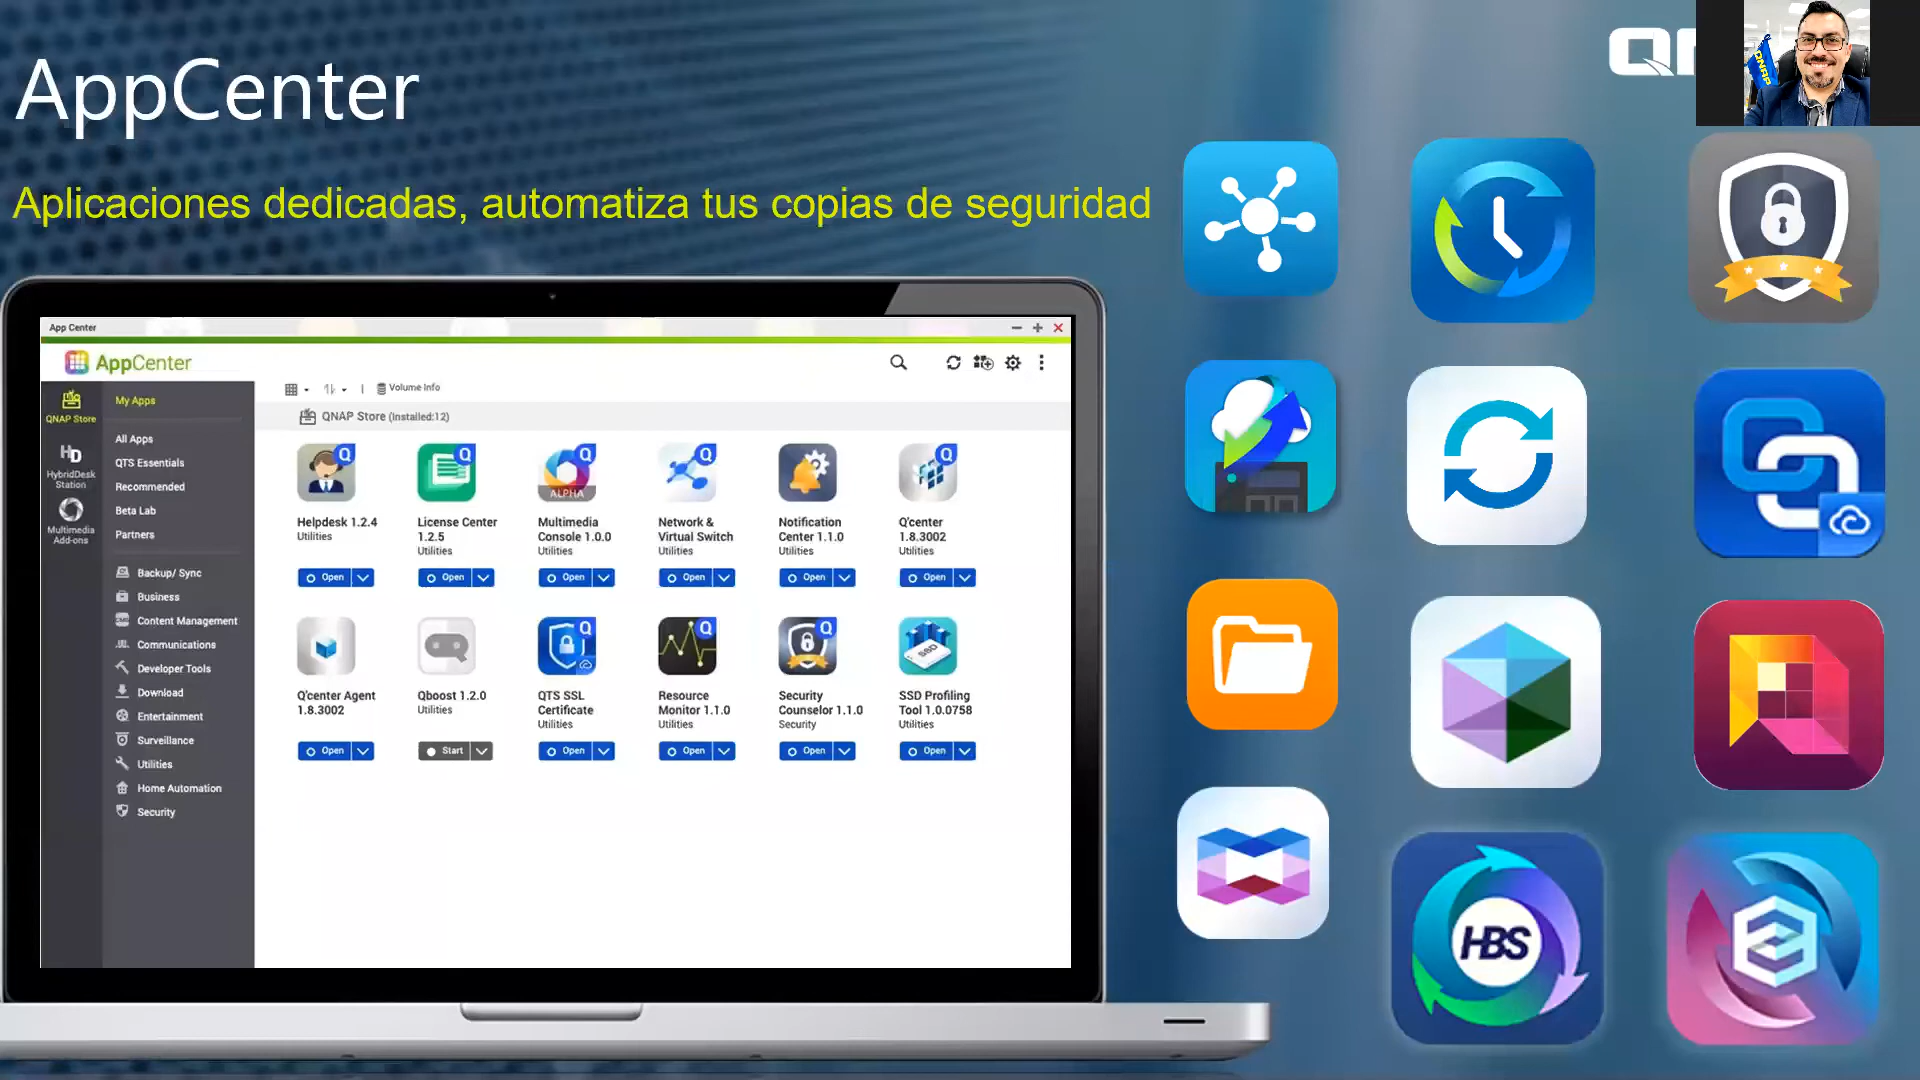 AppCenter
Aplicaciones dedicadas, automatiza tus copias de seguridad
QNAP
App Center
AppCenter
QNAP Store
HybridDesk
Station
Multimedia
Add-ons
My Apps
All Apps
QTS Essentials
Recommended
Beta Lab
Partners
Backup/ Sync
Business
Content Management
Communications
Developer Tools
Download
Entertainment
Surveillance
Utilities
Home Automation
Security
Volume Info
QNAP Store (Installed:12)
ALPHA
Helpdesk 1.2.4
Utilities
Open
License Center
1.2.5
Utilities
Open
Multimedia
Console 1.0.0
Utilities
Open
Network &
Virtual Switch
Utilities
Open
Notification
Center 1.1.0
Utilities
Open
Q'center
1.8.3002
Utilities
Open
Q'center Agent
1.8.3002
Open
Qboost 1.2.0
Utilities
Start
QTS SSL
Certificate
Utilities
Open
Resource
Monitor 1.1.0
Utilities
Open
Security
Counselor 1.1.0
Security
Open
SSD
SSD Profiling
Tool 1.0.0758
Utilities
Open
HBS